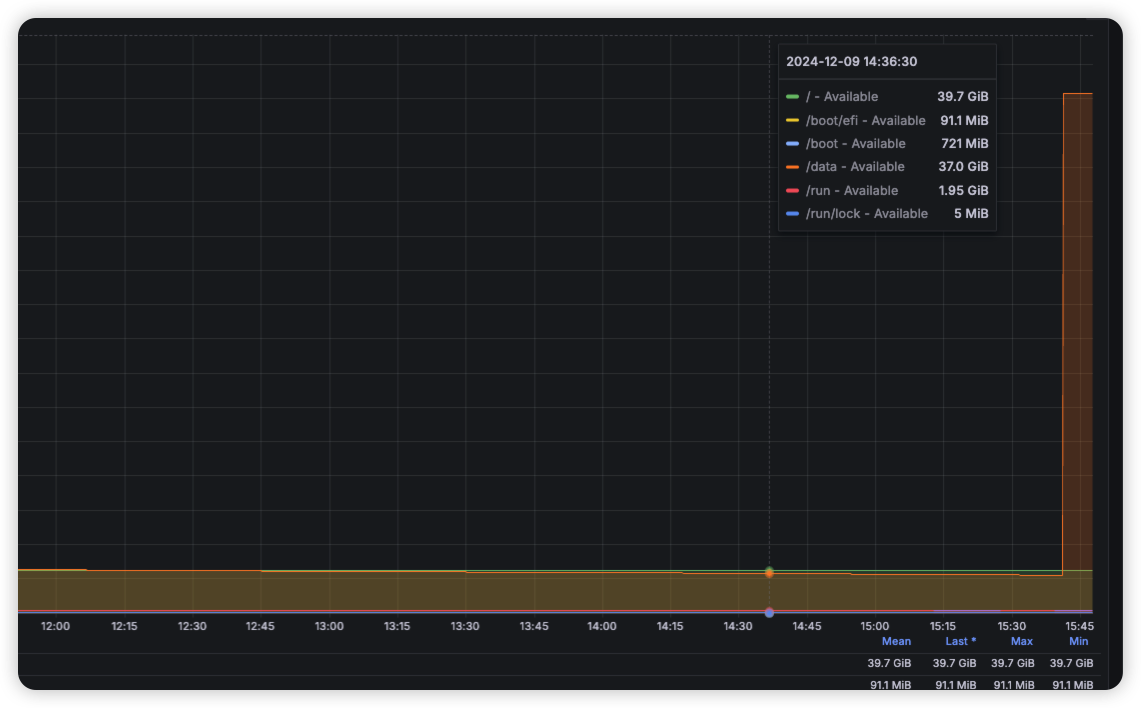 2024-12-09 14:36:30
/ - Available 39.7 GiB
/boot/efi - Available 91.1 MiB
/boot - Available 721 MiB
/data - Available 37.0 GiB
/run - Available 1.95 GiB
/run/lock - Available 5 MiB
12:00 12:15 12:30 12:45 13:00 13:15 13:30 13:45 14:00 14:15 14:30 14:45 15:00 15:15 15:30 15:45
Mean Last * Max Min
39.7 GiB 39.7 GiB 39.7 GiB 39.7 GiB
91.1 MiB 91.1 MiB 91.1 MiB 91.1 MiB